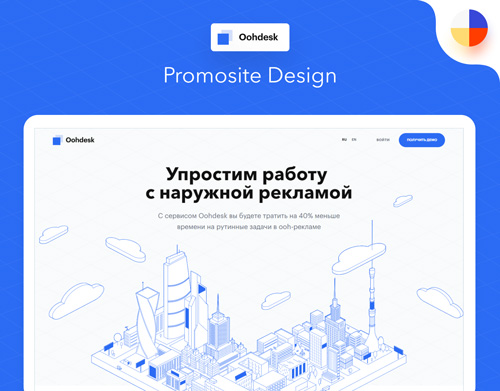 Oohdesk
Promosite Design
Oohdesk
RU EN ВОЙТИ ПОЛУЧИТЬ ДЕМО
Упростим работу
с наружной рекламой
С сервисом Oohdesk вы будете тратить на 40% меньше
времени на рутинные задачи в ooh-рекламе